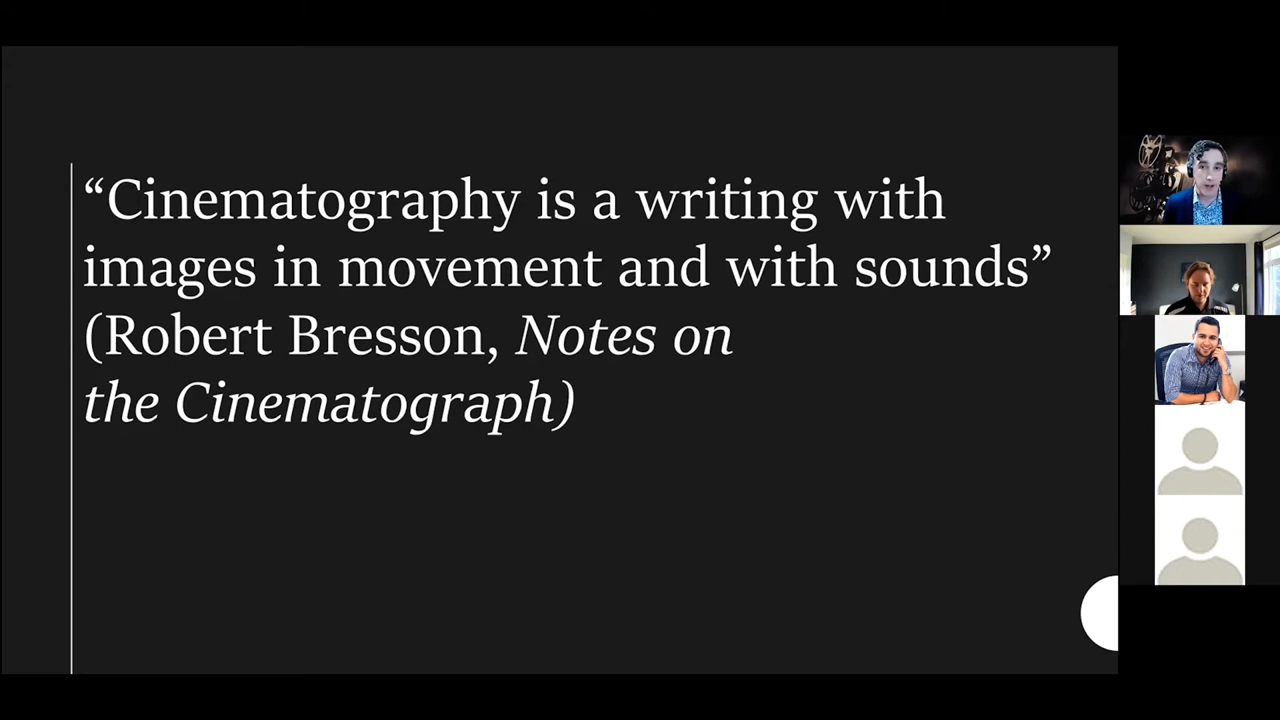 “Cinematography is a writing with
images in movement and with sounds”
(Robert Bresson, Notes on
the Cinematograph)